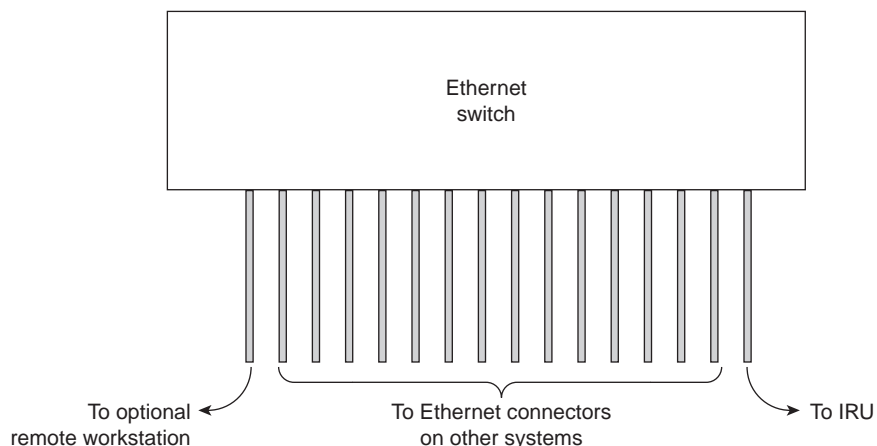 Ethernet
switch
To optional
remote workstation
To Ethernet connectors
on other systems
To IRU